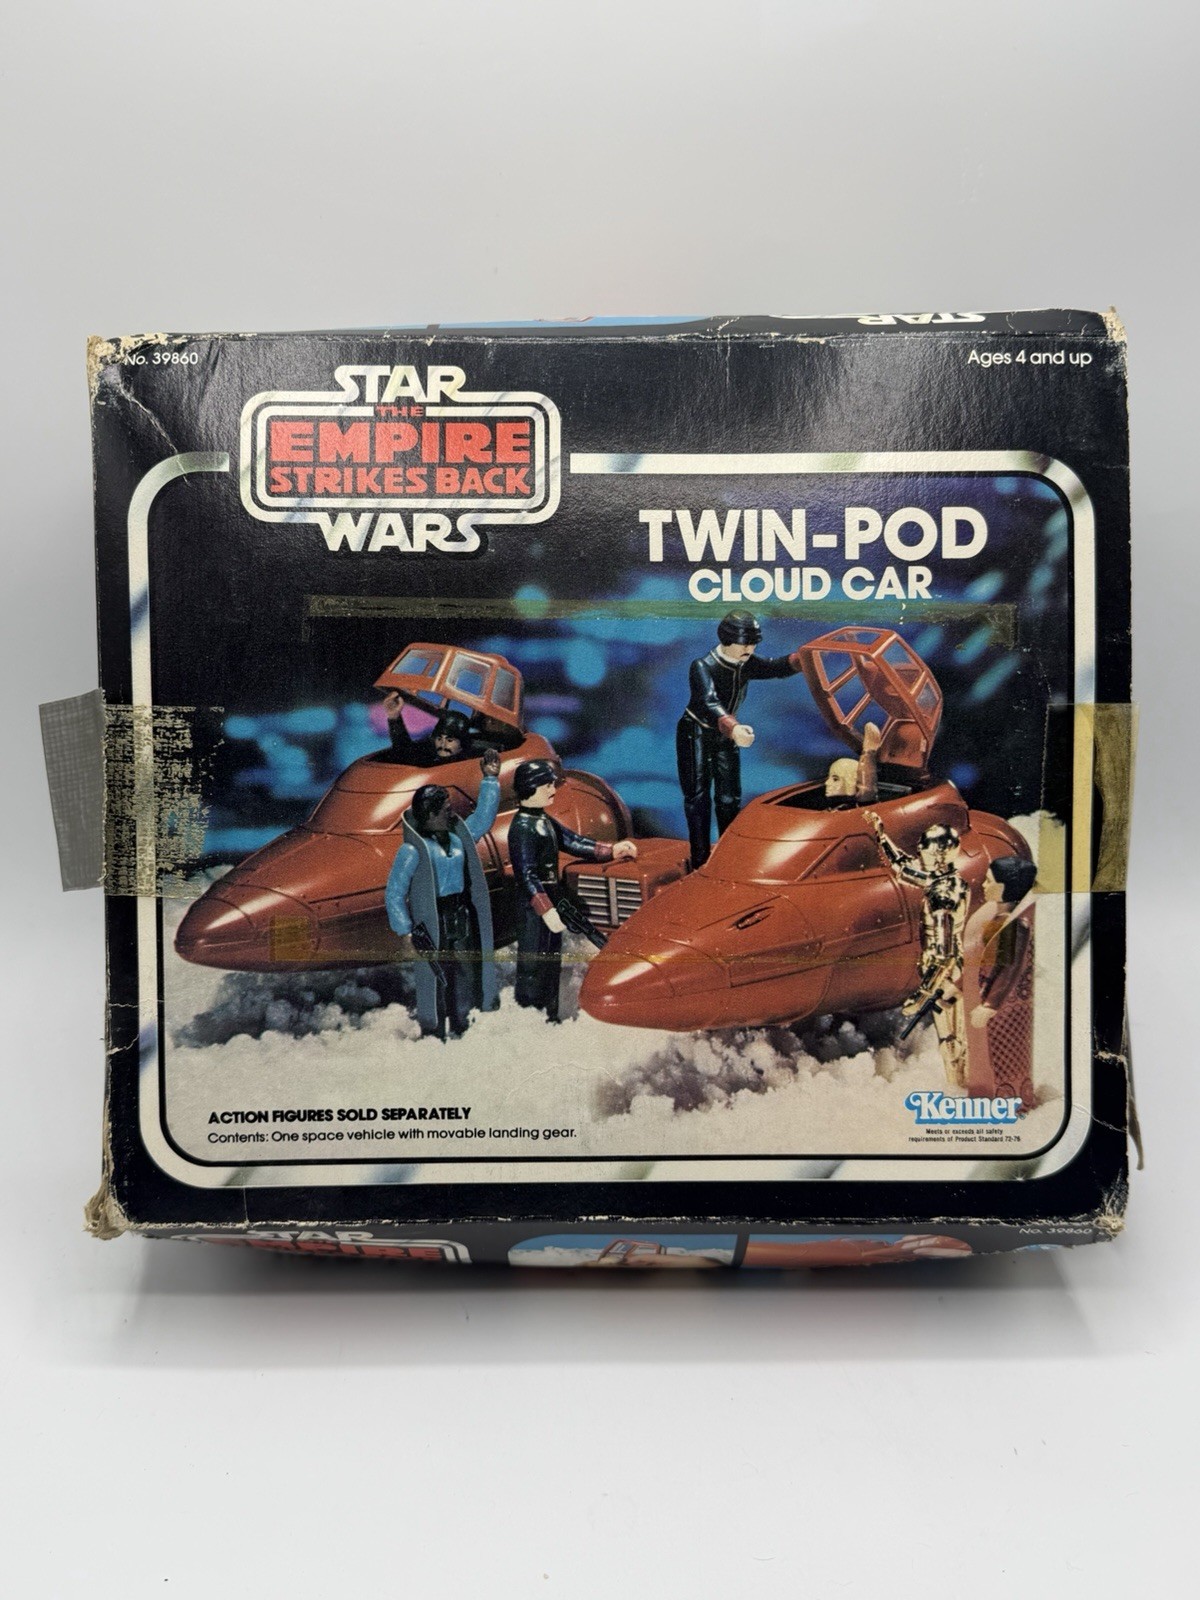 STAR
No. 39860
Ages 4 and up
STAR
THE
EMPIRE
STRIKES BACK
WARS
TWIN-POD
CLOUD CAR
ACTION FIGURES SOLD SEPARATELY
Contents: One space vehicle with movable landing gear.
Kenner
Meets or exceeds all safety
requirements of Product Standard 72-76
STAR
EMPIRE
No. 39860